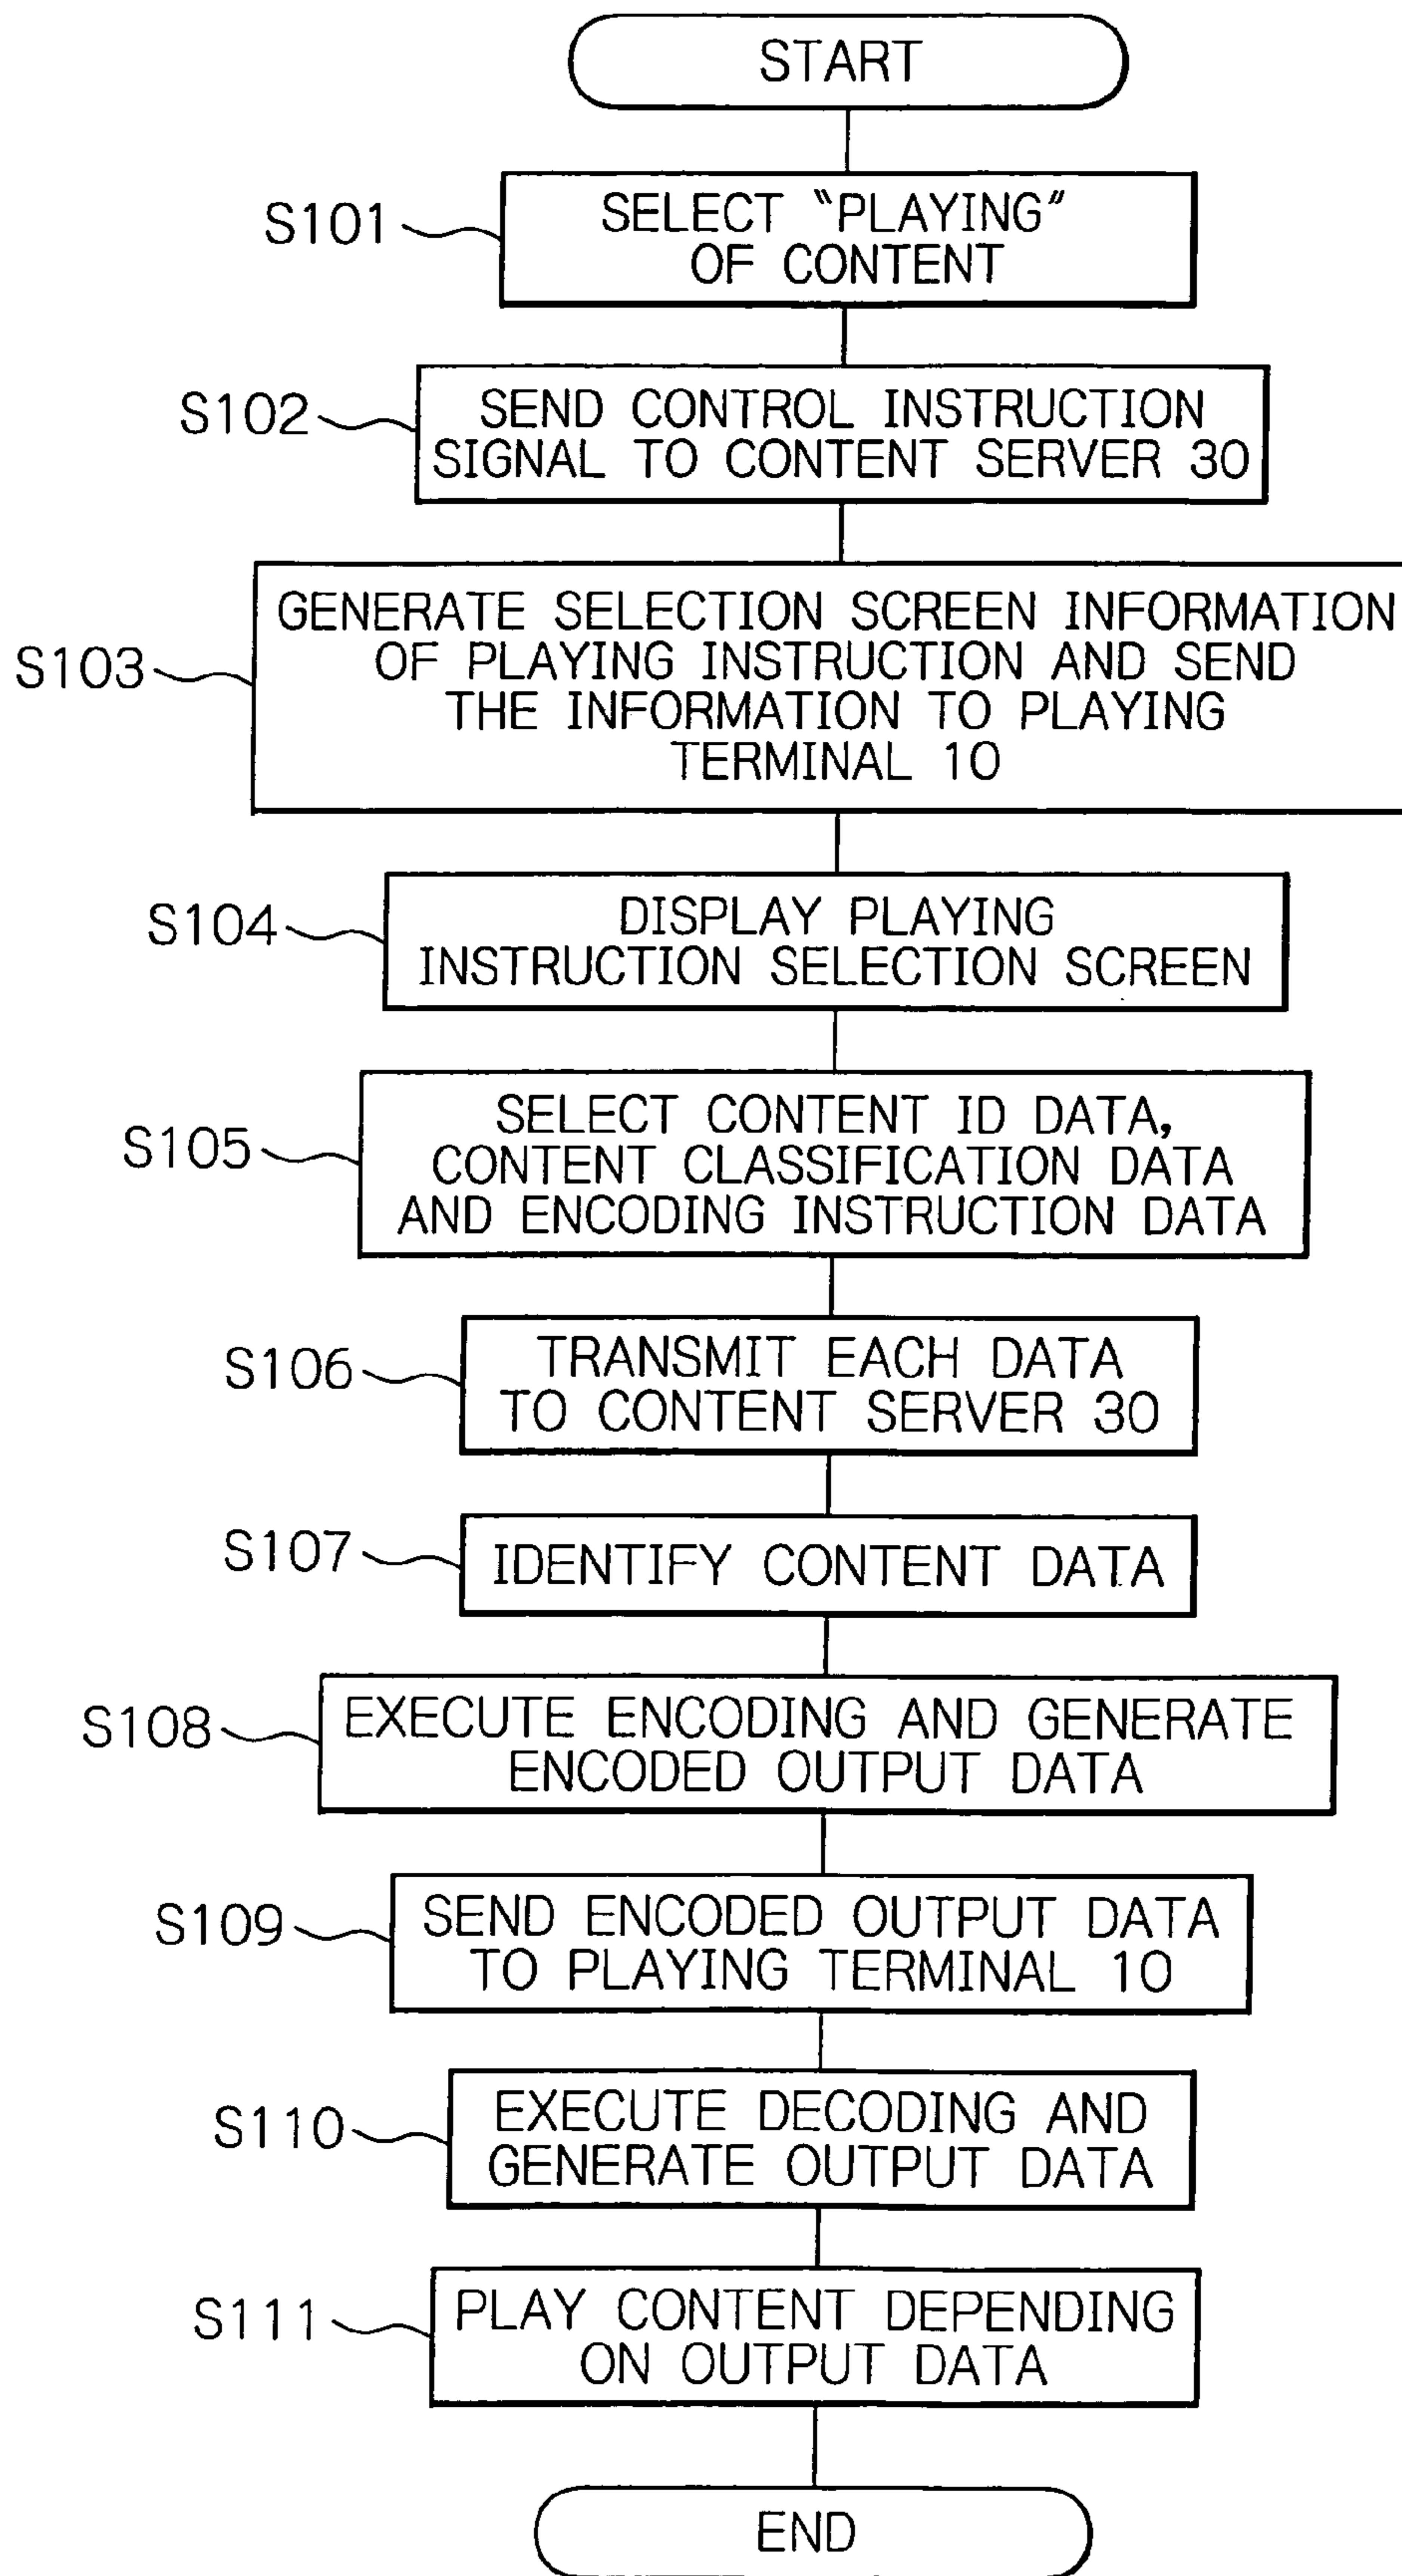 START
S101
SELECT "PLAYING"
OF CONTENT
S102
SEND CONTROL INSTRUCTION
SIGNAL TO CONTENT SERVER 30
S103
GENERATE SELECTION SCREEN INFORMATION
OF PLAYING INSTRUCTION AND SEND
THE INFORMATION TO PLAYING
TERMINAL 10
S104
DISPLAY PLAYING
INSTRUCTION SELECTION SCREEN
S105
SELECT CONTENT ID DATA,
CONTENT CLASSIFICATION DATA
AND ENCODING INSTRUCTION DATA
S106
TRANSMIT EACH DATA
TO CONTENT SERVER 30
S107
IDENTIFY CONTENT DATA
S108
EXECUTE ENCODING AND GENERATE
ENCODED OUTPUT DATA
S109
SEND ENCODED OUTPUT DATA
TO PLAYING TERMINAL 10
S110
EXECUTE DECODING AND
GENERATE OUTPUT DATA
S111
PLAY CONTENT DEPENDING
ON OUTPUT DATA
END